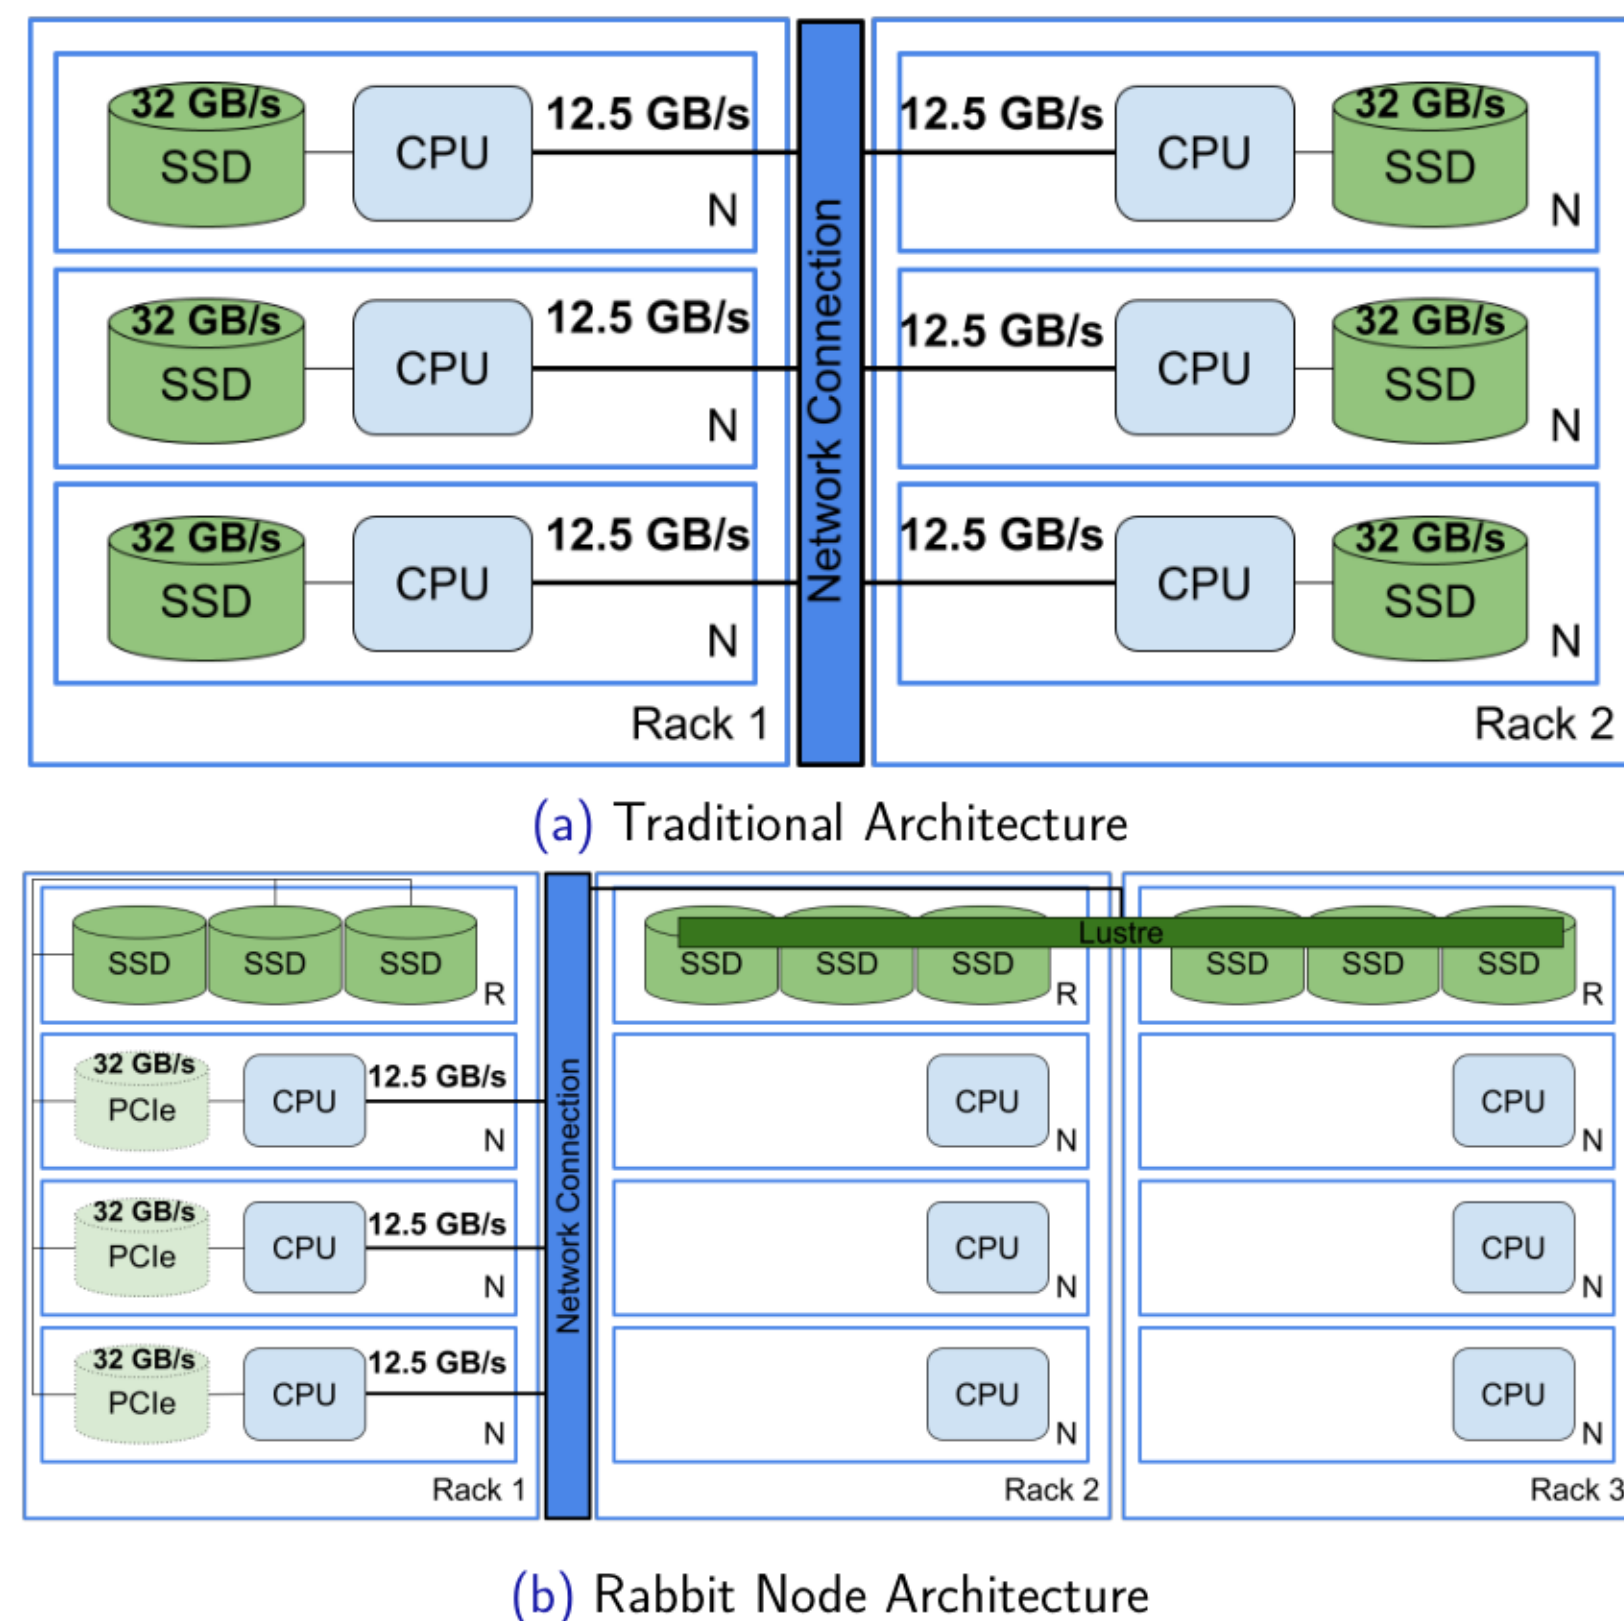 32 GB/s
SSD
CPU
12.5 GB/s
N
32 GB/s
SSD
CPU
12.5 GB/s
N
32 GB/s
SSD
CPU
12.5 GB/s
N
Rack 1
Network Connection
12.5 GB/s
CPU
32 GB/s
SSD
N
12.5 GB/s
CPU
32 GB/s
SSD
N
12.5 GB/s
CPU
32 GB/s
SSD
N
Rack 2
(a) Traditional Architecture
SSD
SSD
SSD
R
32 GB/s
PCIe
CPU
12.5 GB/s
N
32 GB/s
PCIe
CPU
12.5 GB/s
N
32 GB/s
PCIe
CPU
12.5 GB/s
N
Rack 1
Network Connection
Lustre
SSD
SSD
SSD
R
CPU
N
CPU
N
CPU
N
Rack 2
SSD
SSD
SSD
R
CPU
N
CPU
N
CPU
N
Rack 3
(b) Rabbit Node Architecture